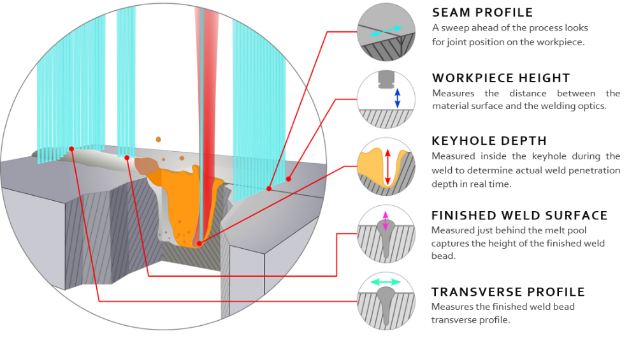 SEAM PROFILE
A sweep ahead of the process looks
for joint position on the workpiece.
WORKPIECE HEIGHT
Measures the distance between the
material surface and the welding optics.
KEYHOLE DEPTH
Measured inside the keyhole during the
weld to determine actual weld penetration
depth in real time.
FINISHED WELD SURFACE
Measured just behind the melt pool
captures the height of the finished weld
bead.
TRANSVERSE PROFILE
Measures the finished weld bead
transverse profile.